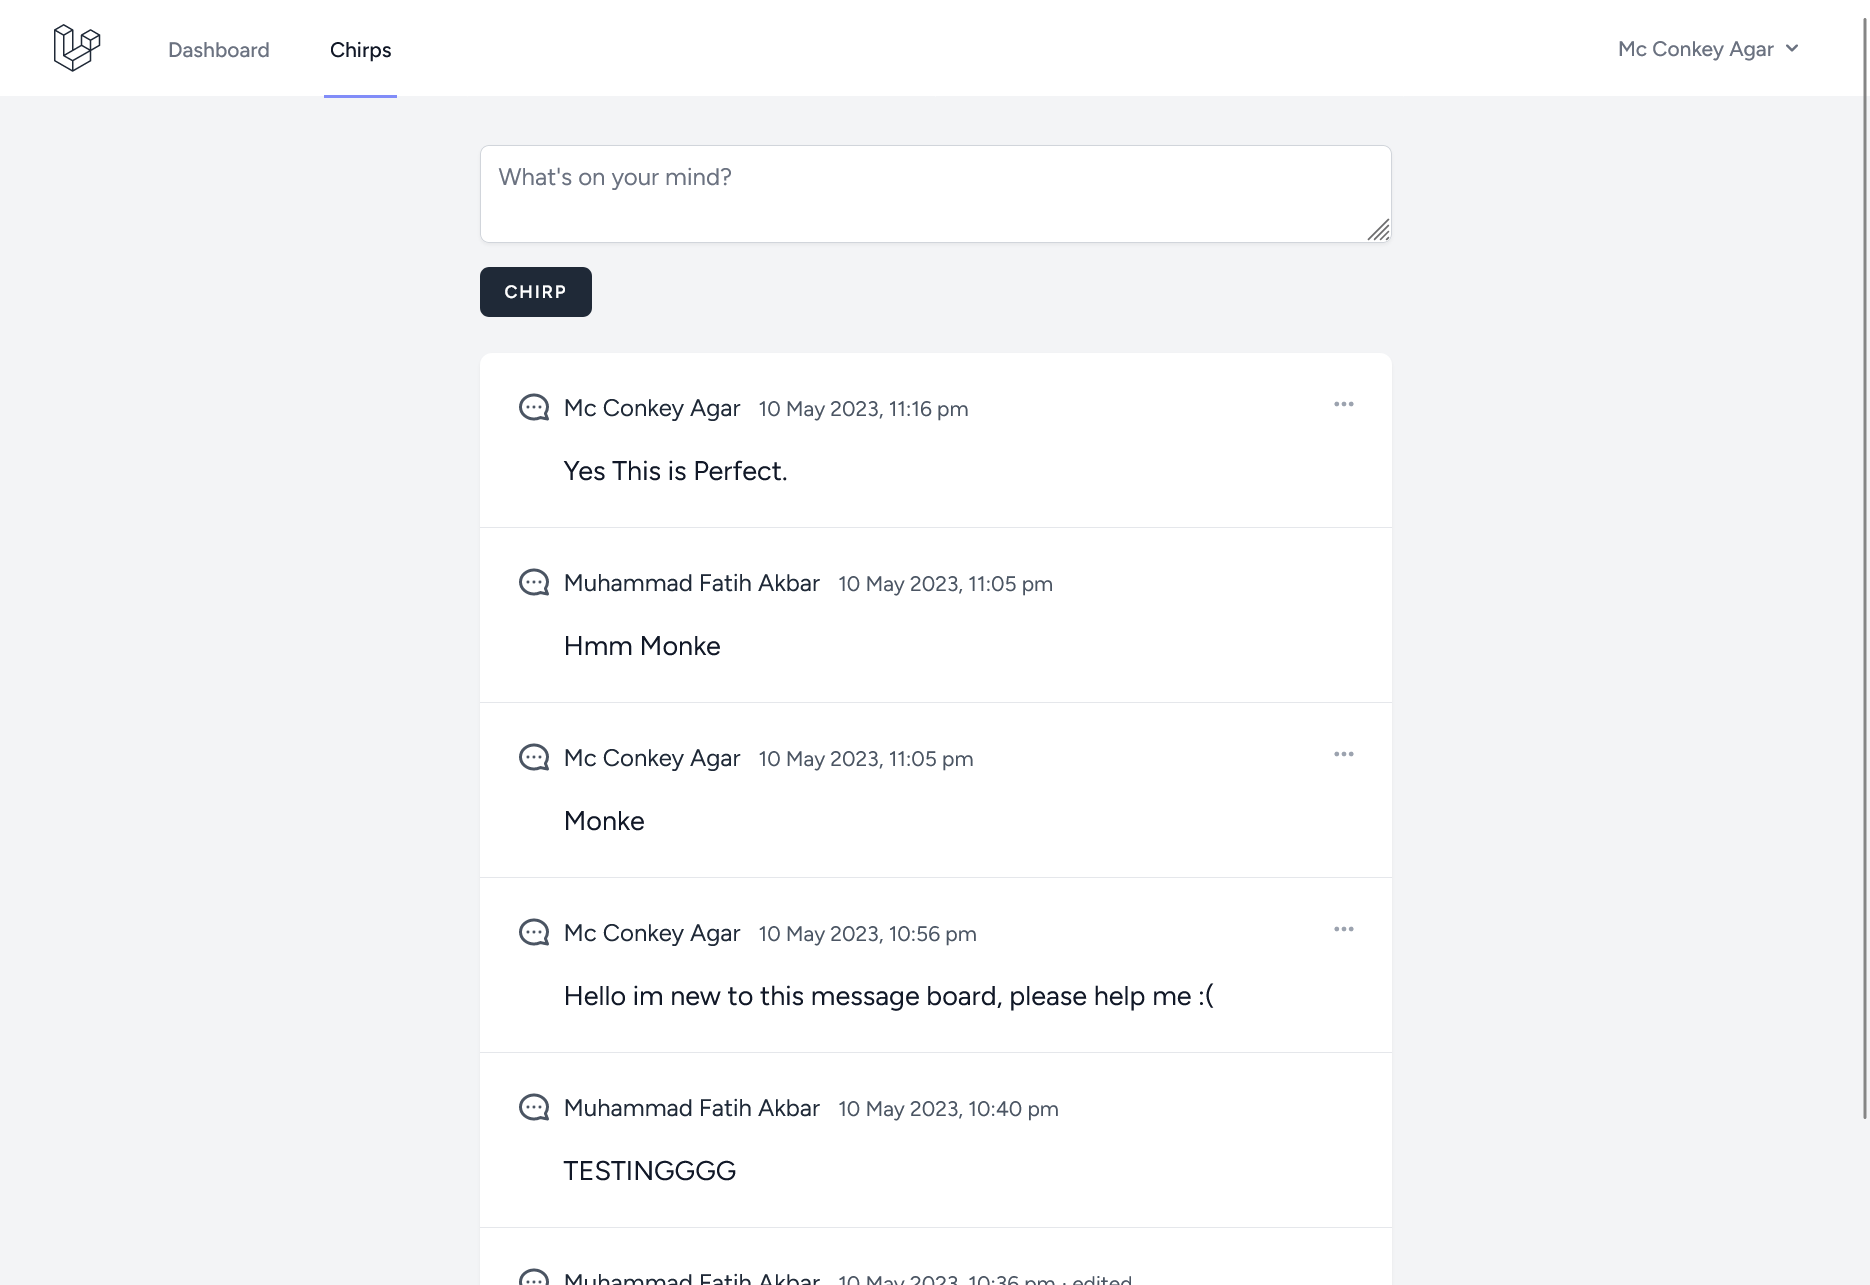 Dashboard Chirps Mc Conkey Agar
What's on your mind?
CHIRP
Mc Conkey Agar 10 May 2023, 11:16 pm
Yes This is Perfect.
Muhammad Fatih Akbar 10 May 2023, 11:05 pm
Hmm Monke
Mc Conkey Agar 10 May 2023, 11:05 pm
Monke
Mc Conkey Agar 10 May 2023, 10:56 pm
Hello im new to this message board, please help me :(
Muhammad Fatih Akbar 10 May 2023, 10:40 pm
TESTINGGGG
Muhammad Fatih Akbar 10 May 2023, 10:36 pm · edited